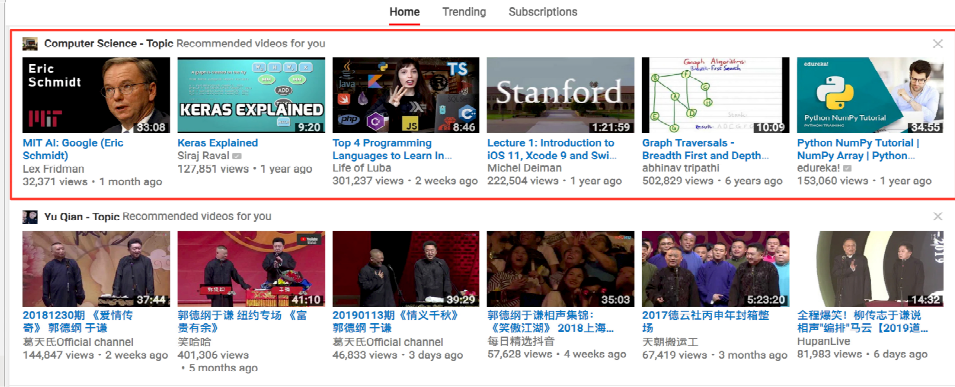 Home Trending Subscriptions
Computer Science - Topic Recommended videos for you
Eric
Schmidt
MIT
33:08
KERAS EXPLAINED
9:20
Java
TS
php
JS
8:46
Stanford
1:21:59
Graph Algorithms
10:09
edureka!
Python NumPy Tutorial
PYTHON TRAINING
34:55
MIT AI: Google (Eric
Schmidt)
Lex Fridman
32,371 views • 1 month ago
Keras Explained
Siraj Raval
127,851 views • 1 year ago
Top 4 Programming
Languages to Learn In...
Life of Luba
301,237 views • 2 weeks ago
Lecture 1: Introduction to
iOS 11, Xcode 9 and Swi...
Michel Deiman
222,504 views • 1 year ago
Graph Traversals -
Breadth First and Depth...
abhinav tripathi
502,829 views • 6 years ago
Python NumPy Tutorial |
NumPy Array | Python...
edureka!
153,060 views • 1 year ago
Yu Qian - Topic Recommended videos for you
37:44
41:10
39:29
35:03
5:23:20
14:32
20181230期 《爱情传
奇》 郭德纲 于谦
葛天氏Official channel
144,847 views • 2 weeks ago
郭德纲于谦 纽约专场 《富
贵有余》
笑哈哈
401,306 views
• 5 months ago
20190113期《情义千秋》
郭德纲 于谦
葛天氏Official channel
46,833 views • 3 days ago
郭德纲于谦相声集锦：
《笑傲江湖》 2018上海...
每日精选抖音
57,628 views • 4 weeks ago
2017德云社丙申年封箱整
场
天朝搬运工
67,419 views • 3 months ago
全程爆笑！柳传志于谦说
相声"编排"马云【2019道...
HupanLive
81,983 views • 6 days ago